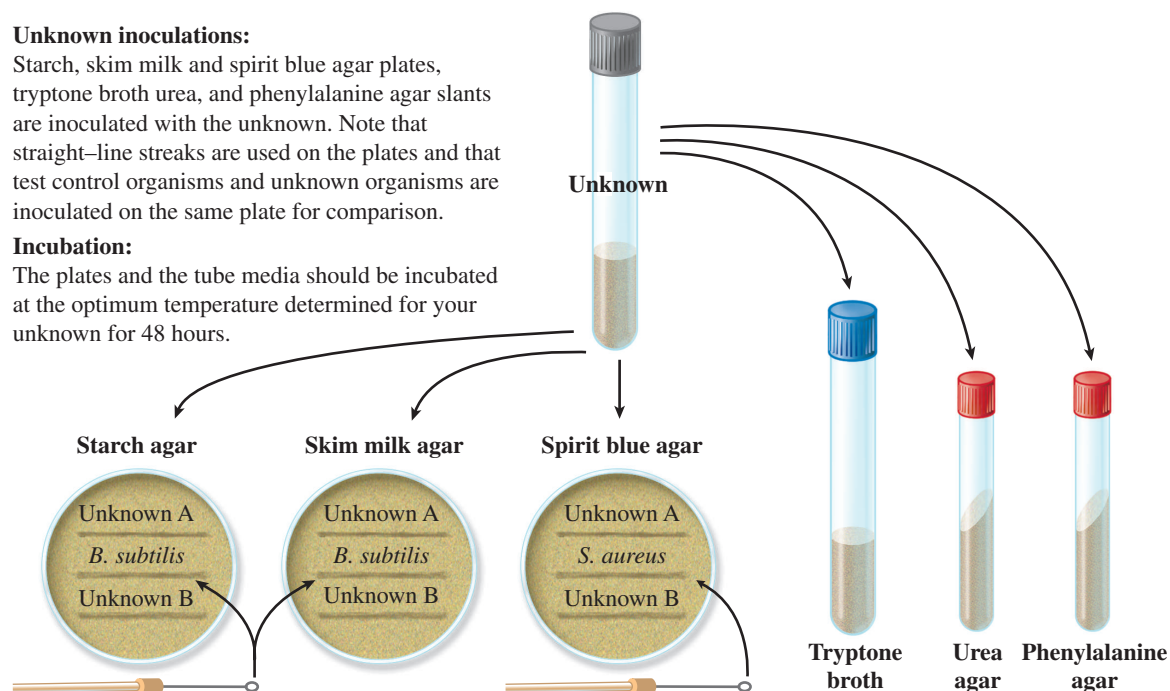 Unknown inoculations:
Starch, skim milk and spirit blue agar plates,
tryptone broth urea, and phenylalanine agar slants
are inoculated with the unknown. Note that
straight–line streaks are used on the plates and that
test control organisms and unknown organisms are
inoculated on the same plate for comparison.
Incubation:
The plates and the tube media should be incubated
at the optimum temperature determined for your
unknown for 48 hours.
Unknown
Starch agar
Unknown A
B. subtilis
Unknown B
Skim milk agar
Unknown A
B. subtilis
Unknown B
Spirit blue agar
Unknown A
S. aureus
Unknown B
Tryptone
broth
Urea
agar
Phenylalanine
agar